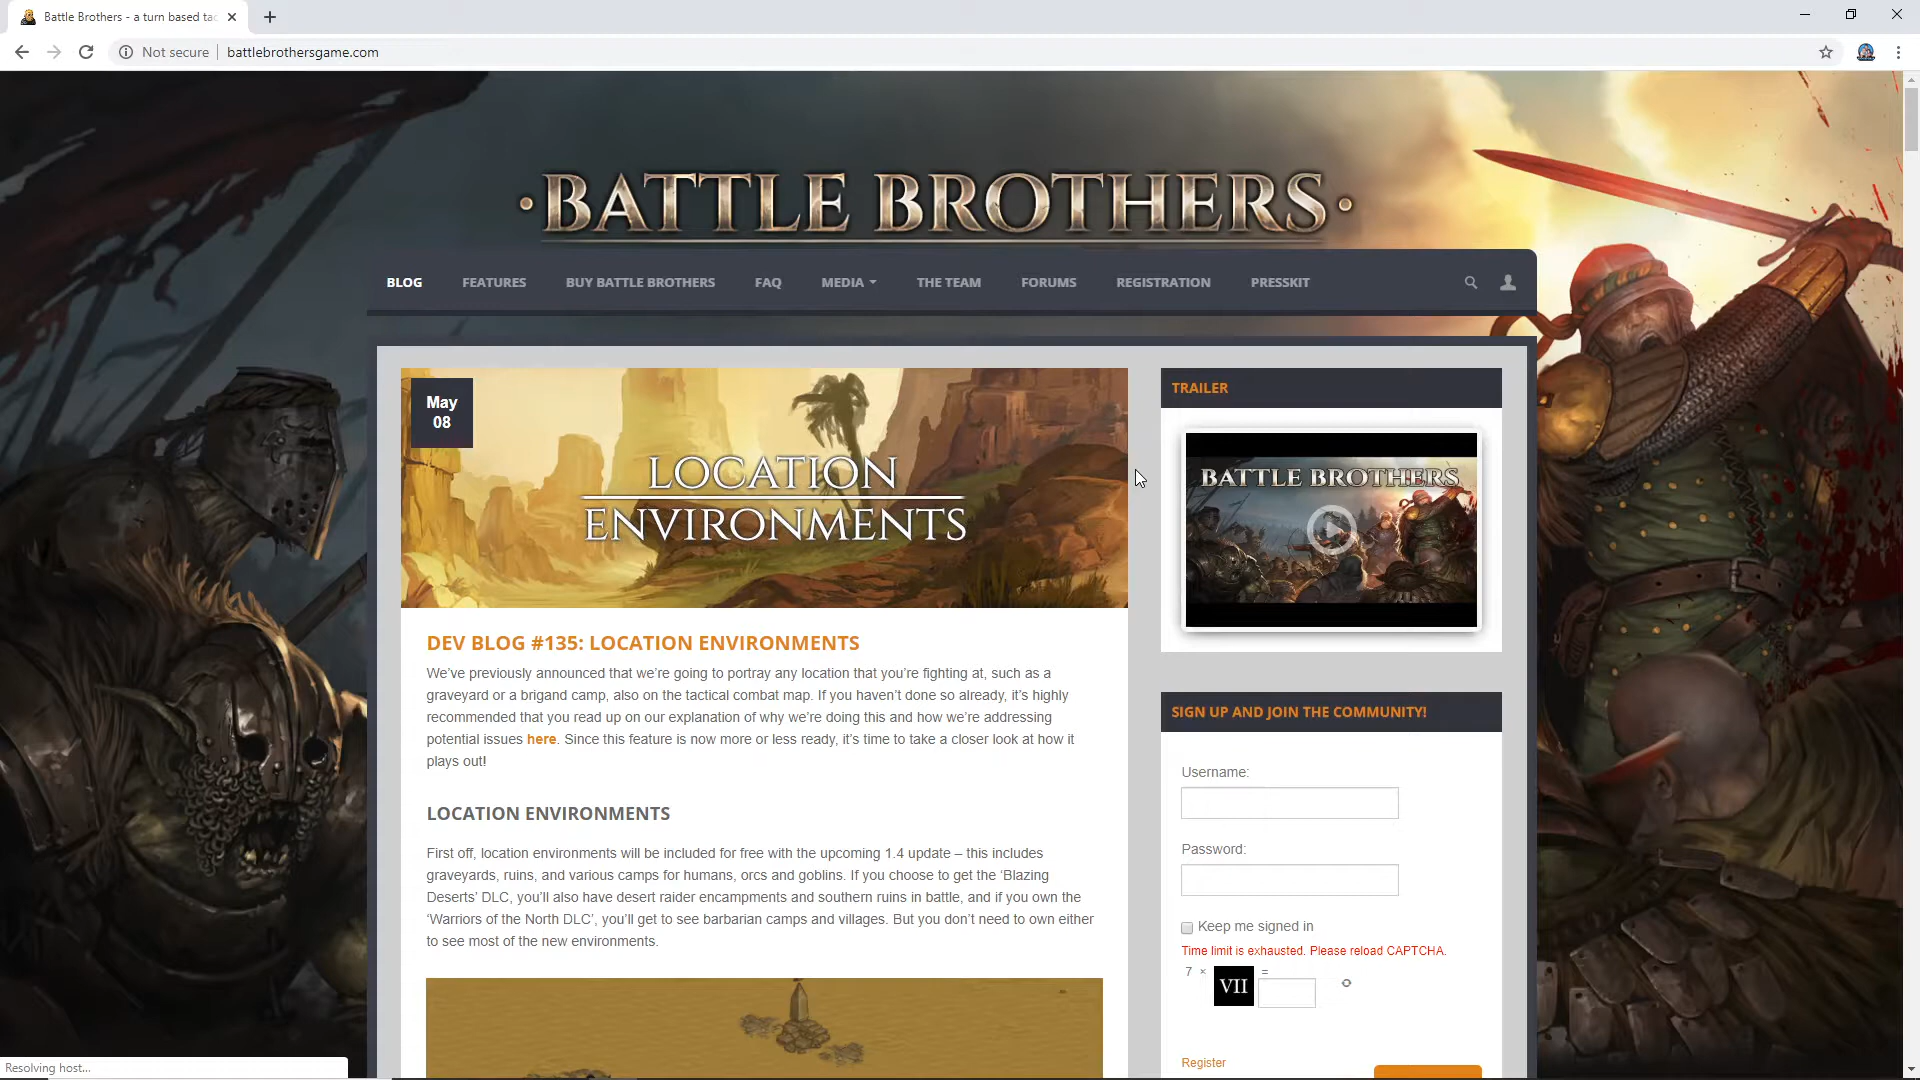 Battle Brothers - a turn based tac
Not secure
battlebrothersgame.com
·BATTLE BROTHERS·
BLOG
FEATURES
BUY BATTLE BROTHERS
FAQ
MEDIA
THE TEAM
FORUMS
REGISTRATION
PRESSKIT
May
08
LOCATION
ENVIRONMENTS
DEV BLOG #135: LOCATION ENVIRONMENTS
We’ve previously announced that we’re going to portray any location that you’re fighting at, such as a
graveyard or a brigand camp, also on the tactical combat map. If you haven’t done so already, it’s highly
recommended that you read up on our explanation of why we’re doing this and how we’re addressing
potential issues here. Since this feature is now more or less ready, it’s time to take a closer look at how it
plays out!
LOCATION ENVIRONMENTS
First off, location environments will be included for free with the upcoming 1.4 update – this includes
graveyards, ruins, and various camps for humans, orcs and goblins. If you choose to get the ‘Blazing
Deserts’ DLC, you’ll also have desert raider encampments and southern ruins in battle, and if you own the
‘Warriors of the North DLC’, you’ll get to see barbarian camps and villages. But you don’t need to own either
to see most of the new environments.
TRAILER
BATTLE BROTHERS
SIGN UP AND JOIN THE COMMUNITY!
Username:
Password:
Keep me signed in
Time limit is exhausted. Please reload CAPTCHA.
7 × VII =
Register
Resolving host...